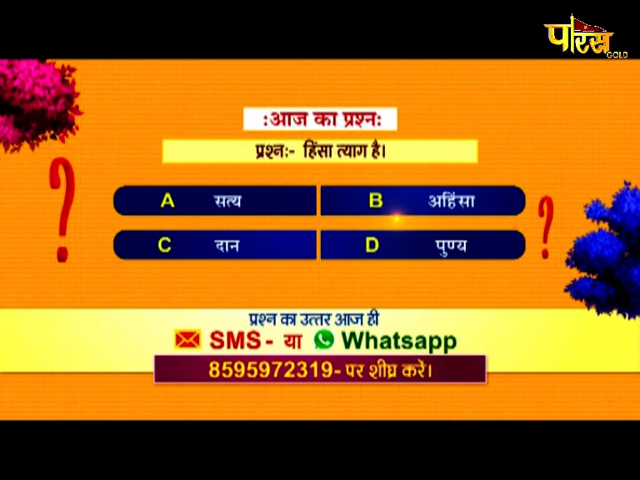 पारस
GOLD
:आज का प्रश्न:
प्रश्नः- हिंसा त्याग है।
A सत्य
B अहिंसा
C दान
D पुण्य
प्रश्न का उत्तर आज ही
SMS - या Whatsapp
8595972319- पर शीघ्र करें।